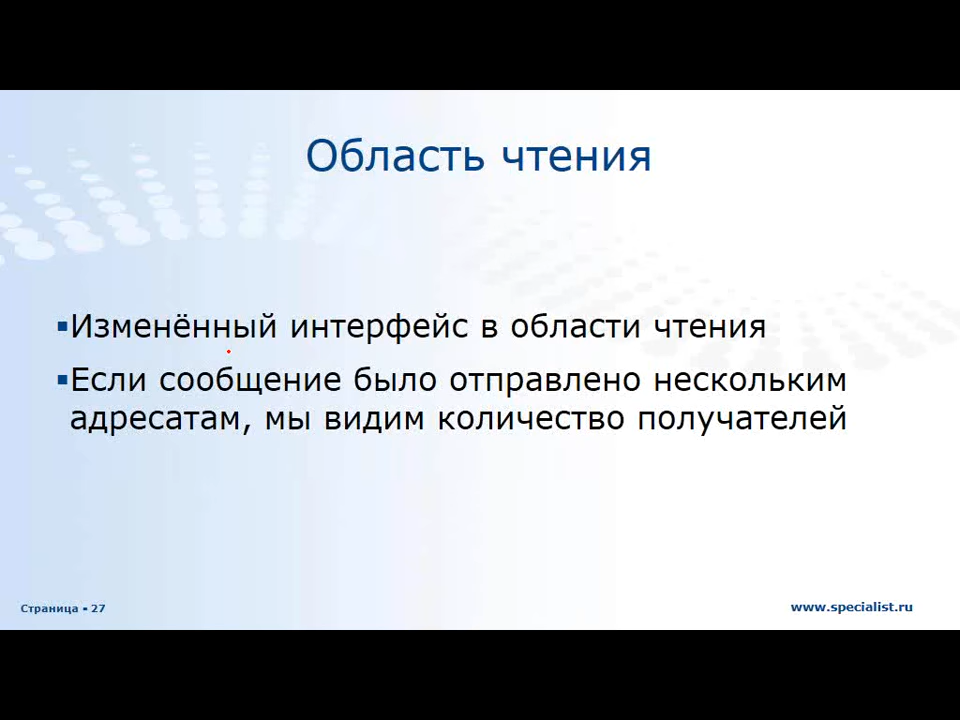 Область чтения
▪Изменённый интерфейс в области чтения
▪Если сообщение было отправлено нескольким
адресатам, мы видим количество получателей
Страница ▪ 27
www.specialist.ru